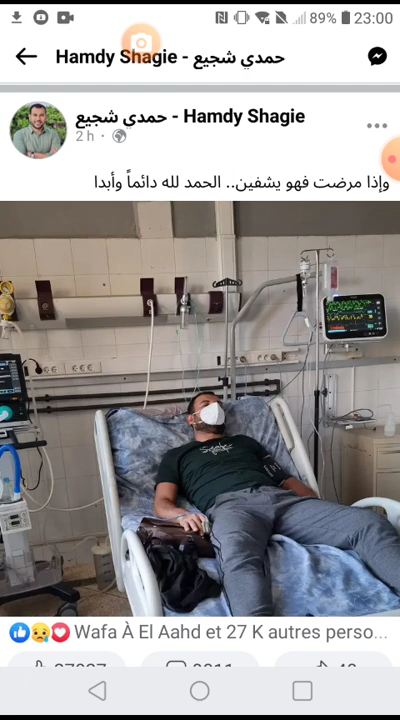 89% 23:00
Hamdy Shagie - حمدي شجيع
حمدي شجيع - Hamdy Shagie
2 h ·
وإذا مرضت فهو يشفين.. الحمد لله دائماً وأبدا
Wafa À El Aahd et 27 K autres perso...